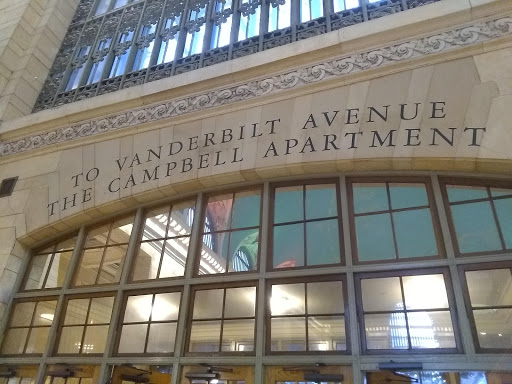 TO VANDERBILT AVENUE
THE CAMPBELL APARTMENT